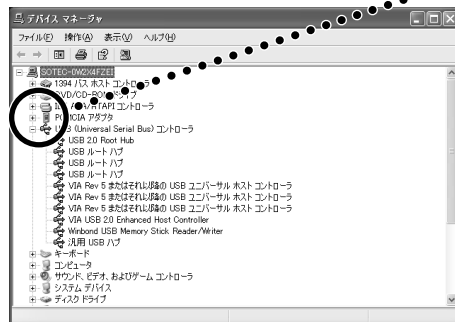 デバイス マネージャ
ファイル(F) 操作(A) 表示(V) ヘルプ(H)
SOTEC-0W2X4FZEI
1394 バス ホスト コントローラ
DVD/CD-ROM ドライブ
ATA/ATAPI コントローラ
アダプタ
(Universal Serial Bus) コントローラ
USB 2.0 Root Hub
USB ルート ハブ
USB ルート ハブ
USB ルート ハブ
VIA Rev 5 またはそれ以降の USB ユニバーサル ホスト コントローラ
VIA Rev 5 またはそれ以降の USB ユニバーサル ホスト コントローラ
VIA Rev 5 またはそれ以降の USB ユニバーサル ホスト コントローラ
VIA USB 2.0 Enhanced Host Controller
Winbond USB Memory Stick Reader/Writer
汎用 USB ハブ
キーボード
コンピュータ
サウンド、ビデオ、およびゲーム コントローラ
システム デバイス
ディスク ドライブ